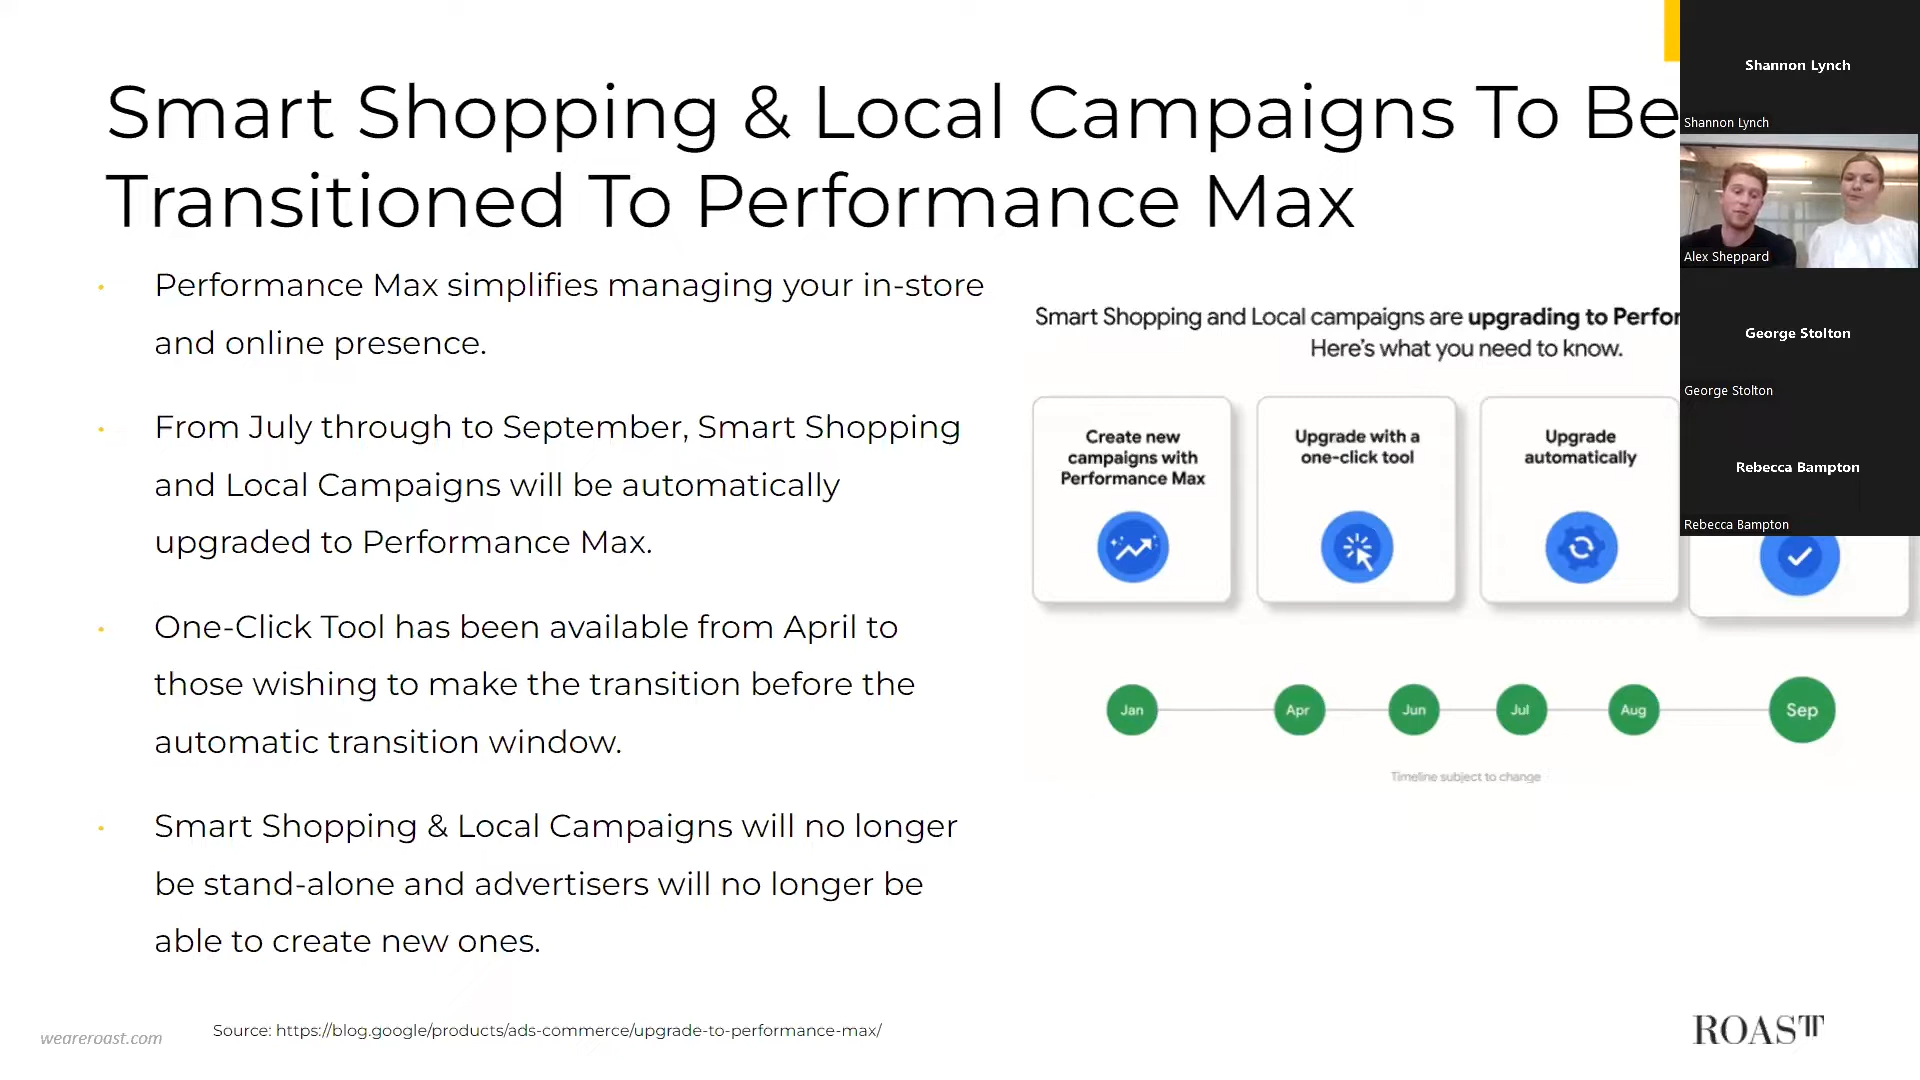 Smart Shopping & Local Campaigns To Be
Transitioned To Performance Max
• Performance Max simplifies managing your in-store
and online presence.
• From July through to September, Smart Shopping
and Local Campaigns will be automatically
upgraded to Performance Max.
• One-Click Tool has been available from April to
those wishing to make the transition before the
automatic transition window.
• Smart Shopping & Local Campaigns will no longer
be stand-alone and advertisers will no longer be
able to create new ones.
Smart Shopping and Local campaigns are upgrading to Perfor
Here's what you need to know.
Create new
campaigns with
Performance Max
Upgrade with a
one-click tool
Upgrade
automatically
Jan
Apr
Jun
Jul
Aug
Sep
Timeline subject to change
Shannon Lynch
Shannon Lynch
Alex Sheppard
George Stolton
George Stolton
Rebecca Bampton
Rebecca Bampton
weareroast.com
Source: https://blog.google/products/ads-commerce/upgrade-to-performance-max/
ROAST